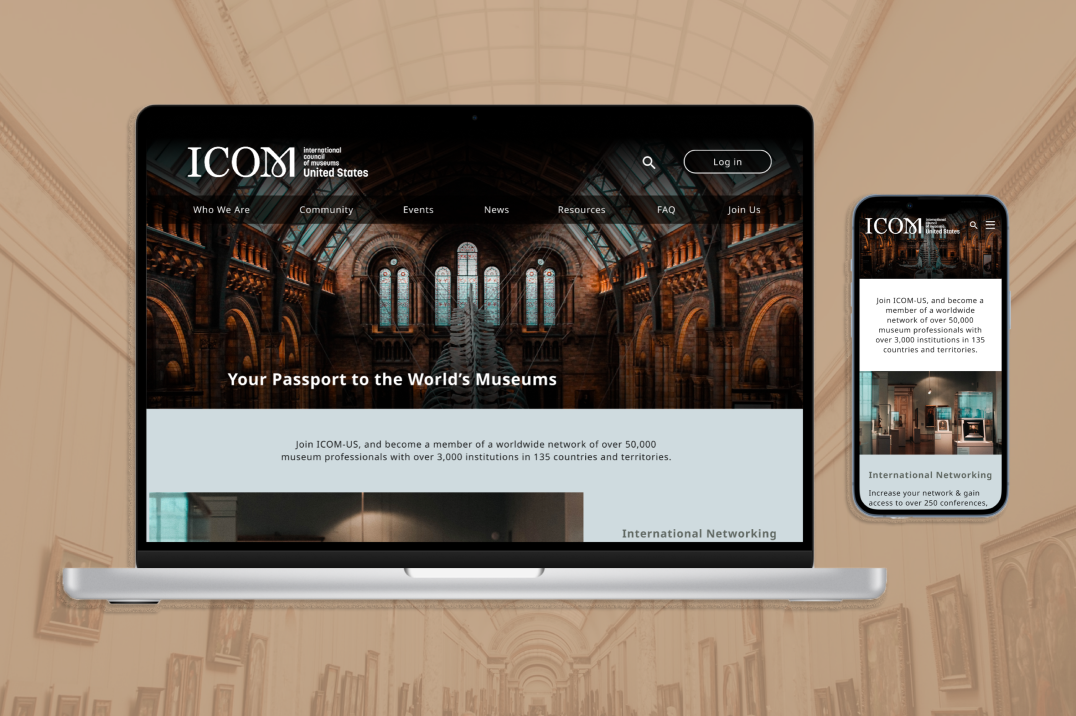 ICOM
international
council
of museums
United States
Log in
Who We Are
Community
Events
News
Resources
FAQ
Join Us
Your Passport to the World's Museums
Join ICOM-US, and become a member of a worldwide network of over 50,000
museum professionals with over 3,000 institutions in 135 countries and territories.
International Networking
ICOM
international
council
of museums
United States
Join ICOM-US, and become a
member of a worldwide
network of over 50,000
museum professionals with
over 3,000 institutions in 135
countries and territories.
International Networking
Increase your network & gain
access to over 250 conferences,